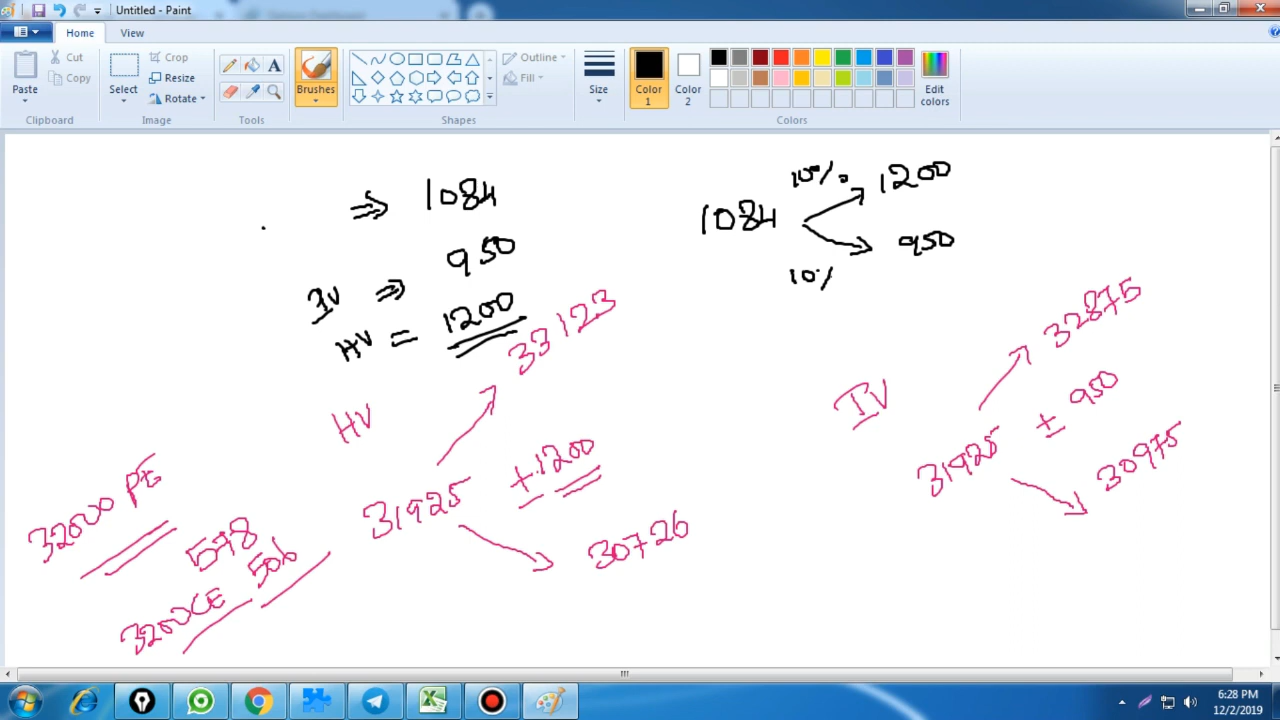 Untitled - Paint
Home
View
Paste
Cut
Copy
Clipboard
Select
Crop
Resize
Rotate
Image
Tools
Brushes
Outline
Fill
Shapes
Size
Color 1
Color 2
Edit colors
Colors
⇒ 1084
950
IV ⇒
HV = 1200
1084
10%
1200
10%
950
HV
33123
31925
±1200
30726
32000 PE
578
3200CE 506
IV
32875
31925
± 950
30975
6:28 PM
12/2/2019